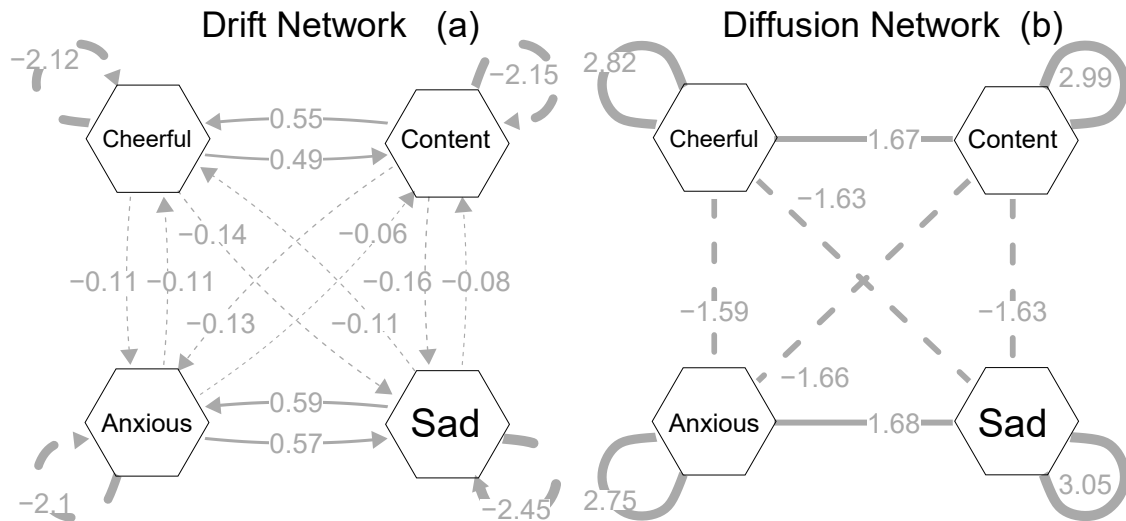 Drift Network (a)
Diffusion Network (b)
−2.12
−2.15
2.82
2.99
Cheerful
0.55
Content
Cheerful
1.67
Content
0.49
−0.14
−0.06
−1.63
−0.11
−0.11
−0.16
−0.08
−0.13
−0.11
−1.59
−1.63
−1.66
Anxious
0.59
Sad
Anxious
1.68
Sad
0.57
−2.1
−2.45
2.75
3.05